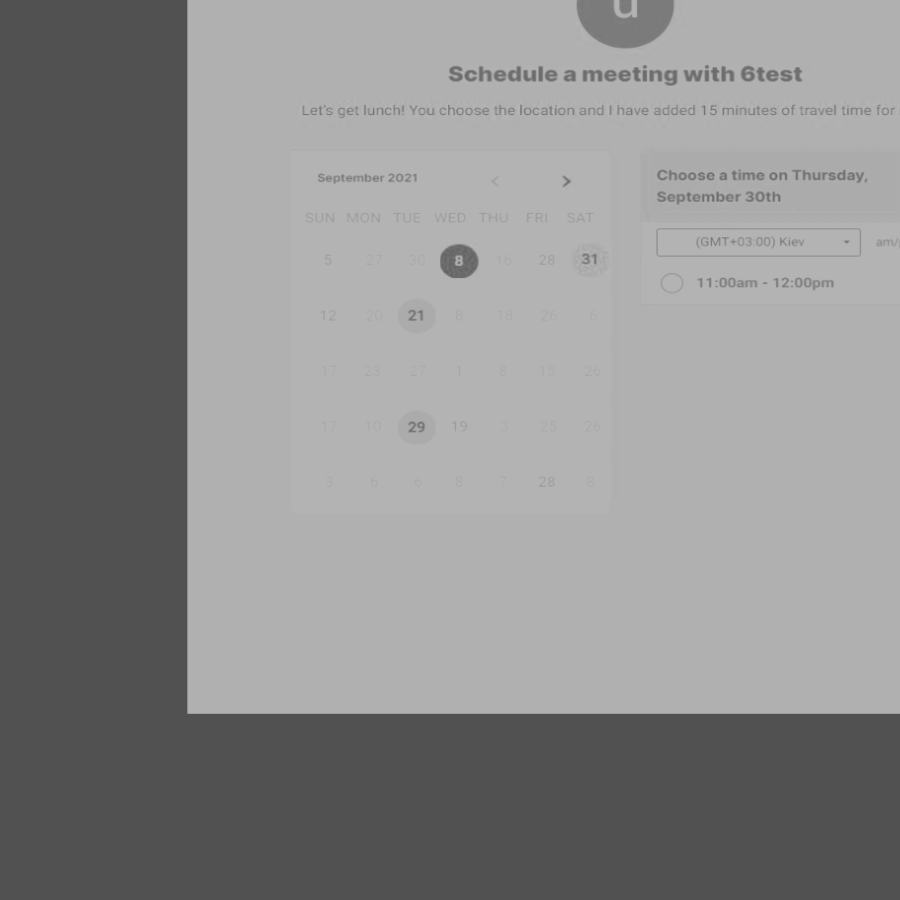 u
Schedule a meeting with 6test
Let's get lunch! You choose the location and I have added 15 minutes of travel time for
September 2021 < >
SUN MON TUE WED THU FRI SAT
5 27 30 8 16 28 31
12 20 21 8 18 26 6
17 23 27 1 8 15 26
17 10 29 19 3 25 26
3 6 6 8 7 28 8
Choose a time on Thursday,
September 30th
(GMT+03:00) Kiev am/
11:00am - 12:00pm